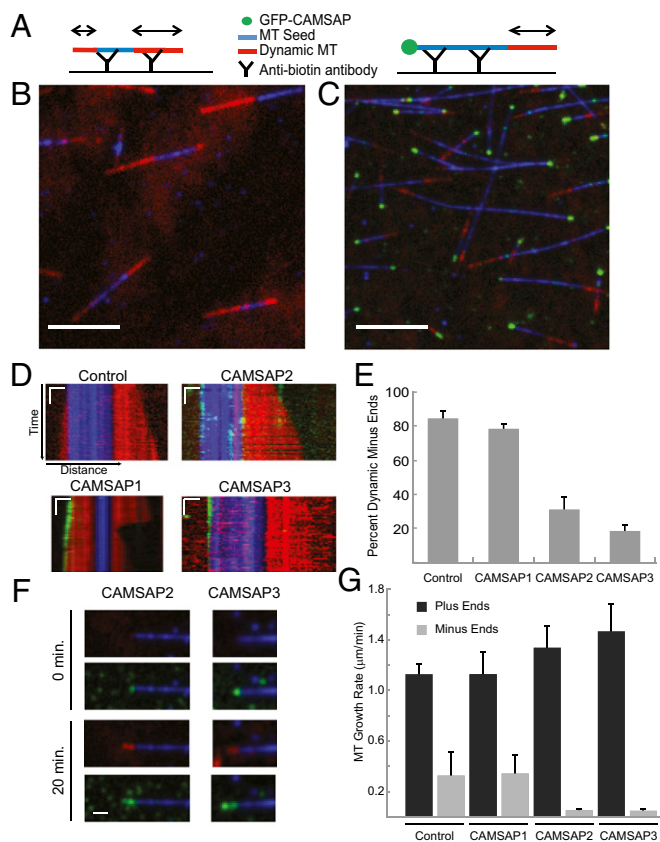 A
GFP-CAMSAP
MT Seed
Dynamic MT
Anti-biotin antibody
B
C
D
Control
CAMSAP2
Time
Distance
CAMSAP1
CAMSAP3
E
Percent Dynamic Minus Ends
100
80
60
40
20
Control
CAMSAP1
CAMSAP2
CAMSAP3
F
CAMSAP2
CAMSAP3
0 min.
20 min.
G
MT Growth Rate (μm/min)
1.8
1.4
1.0
0.6
0.2
Plus Ends
Minus Ends
Control
CAMSAP1
CAMSAP2
CAMSAP3